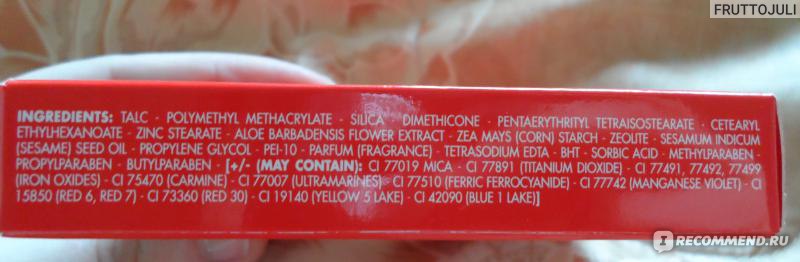 FRUTTOJULI
INGREDIENTS: TALC - POLYMETHYL METHACRYLATE - SILICA DIMETHICONE - PENTAERYTHRITYL TETRAISOSTEARATE - CETEARYL
ETHYLHEXANOATE - ZINC STEARATE - ALOE BARBADENSIS FLOWER EXTRACT - ZEA MAYS (CORN) STARCH - ZEOLITE - SESAMUM INDICUM
(SESAME) SEED OIL - PROPYLENE GLYCOL - PEI-10 - PARFUM (FRAGRANCE) - TETRASODIUM EDTA - BHT - SORBIC ACID - METHYLPARABEN -
PROPYLPARABEN - BUTYLPARABEN - [+/- (MAY CONTAIN): CI 77019 MICA - CI 77891 (TITANIUM DIOXIDE) - CI 77491, 77492, 77499
(IRON OXIDES) - CI 75470 (CARMINE) - CI 77007 (ULTRAMARINES) - CI 77510 (FERRIC FERROCYANIDE) - CI 77742 (MANGANESE VIOLET) - CI
15850 (RED 6, RED 7) - CI 73360 (RED 30) - CI 19140 (YELLOW 5 LAKE) - CI 42090 (BLUE 1 LAKE)]
I RECOMMEND.RU